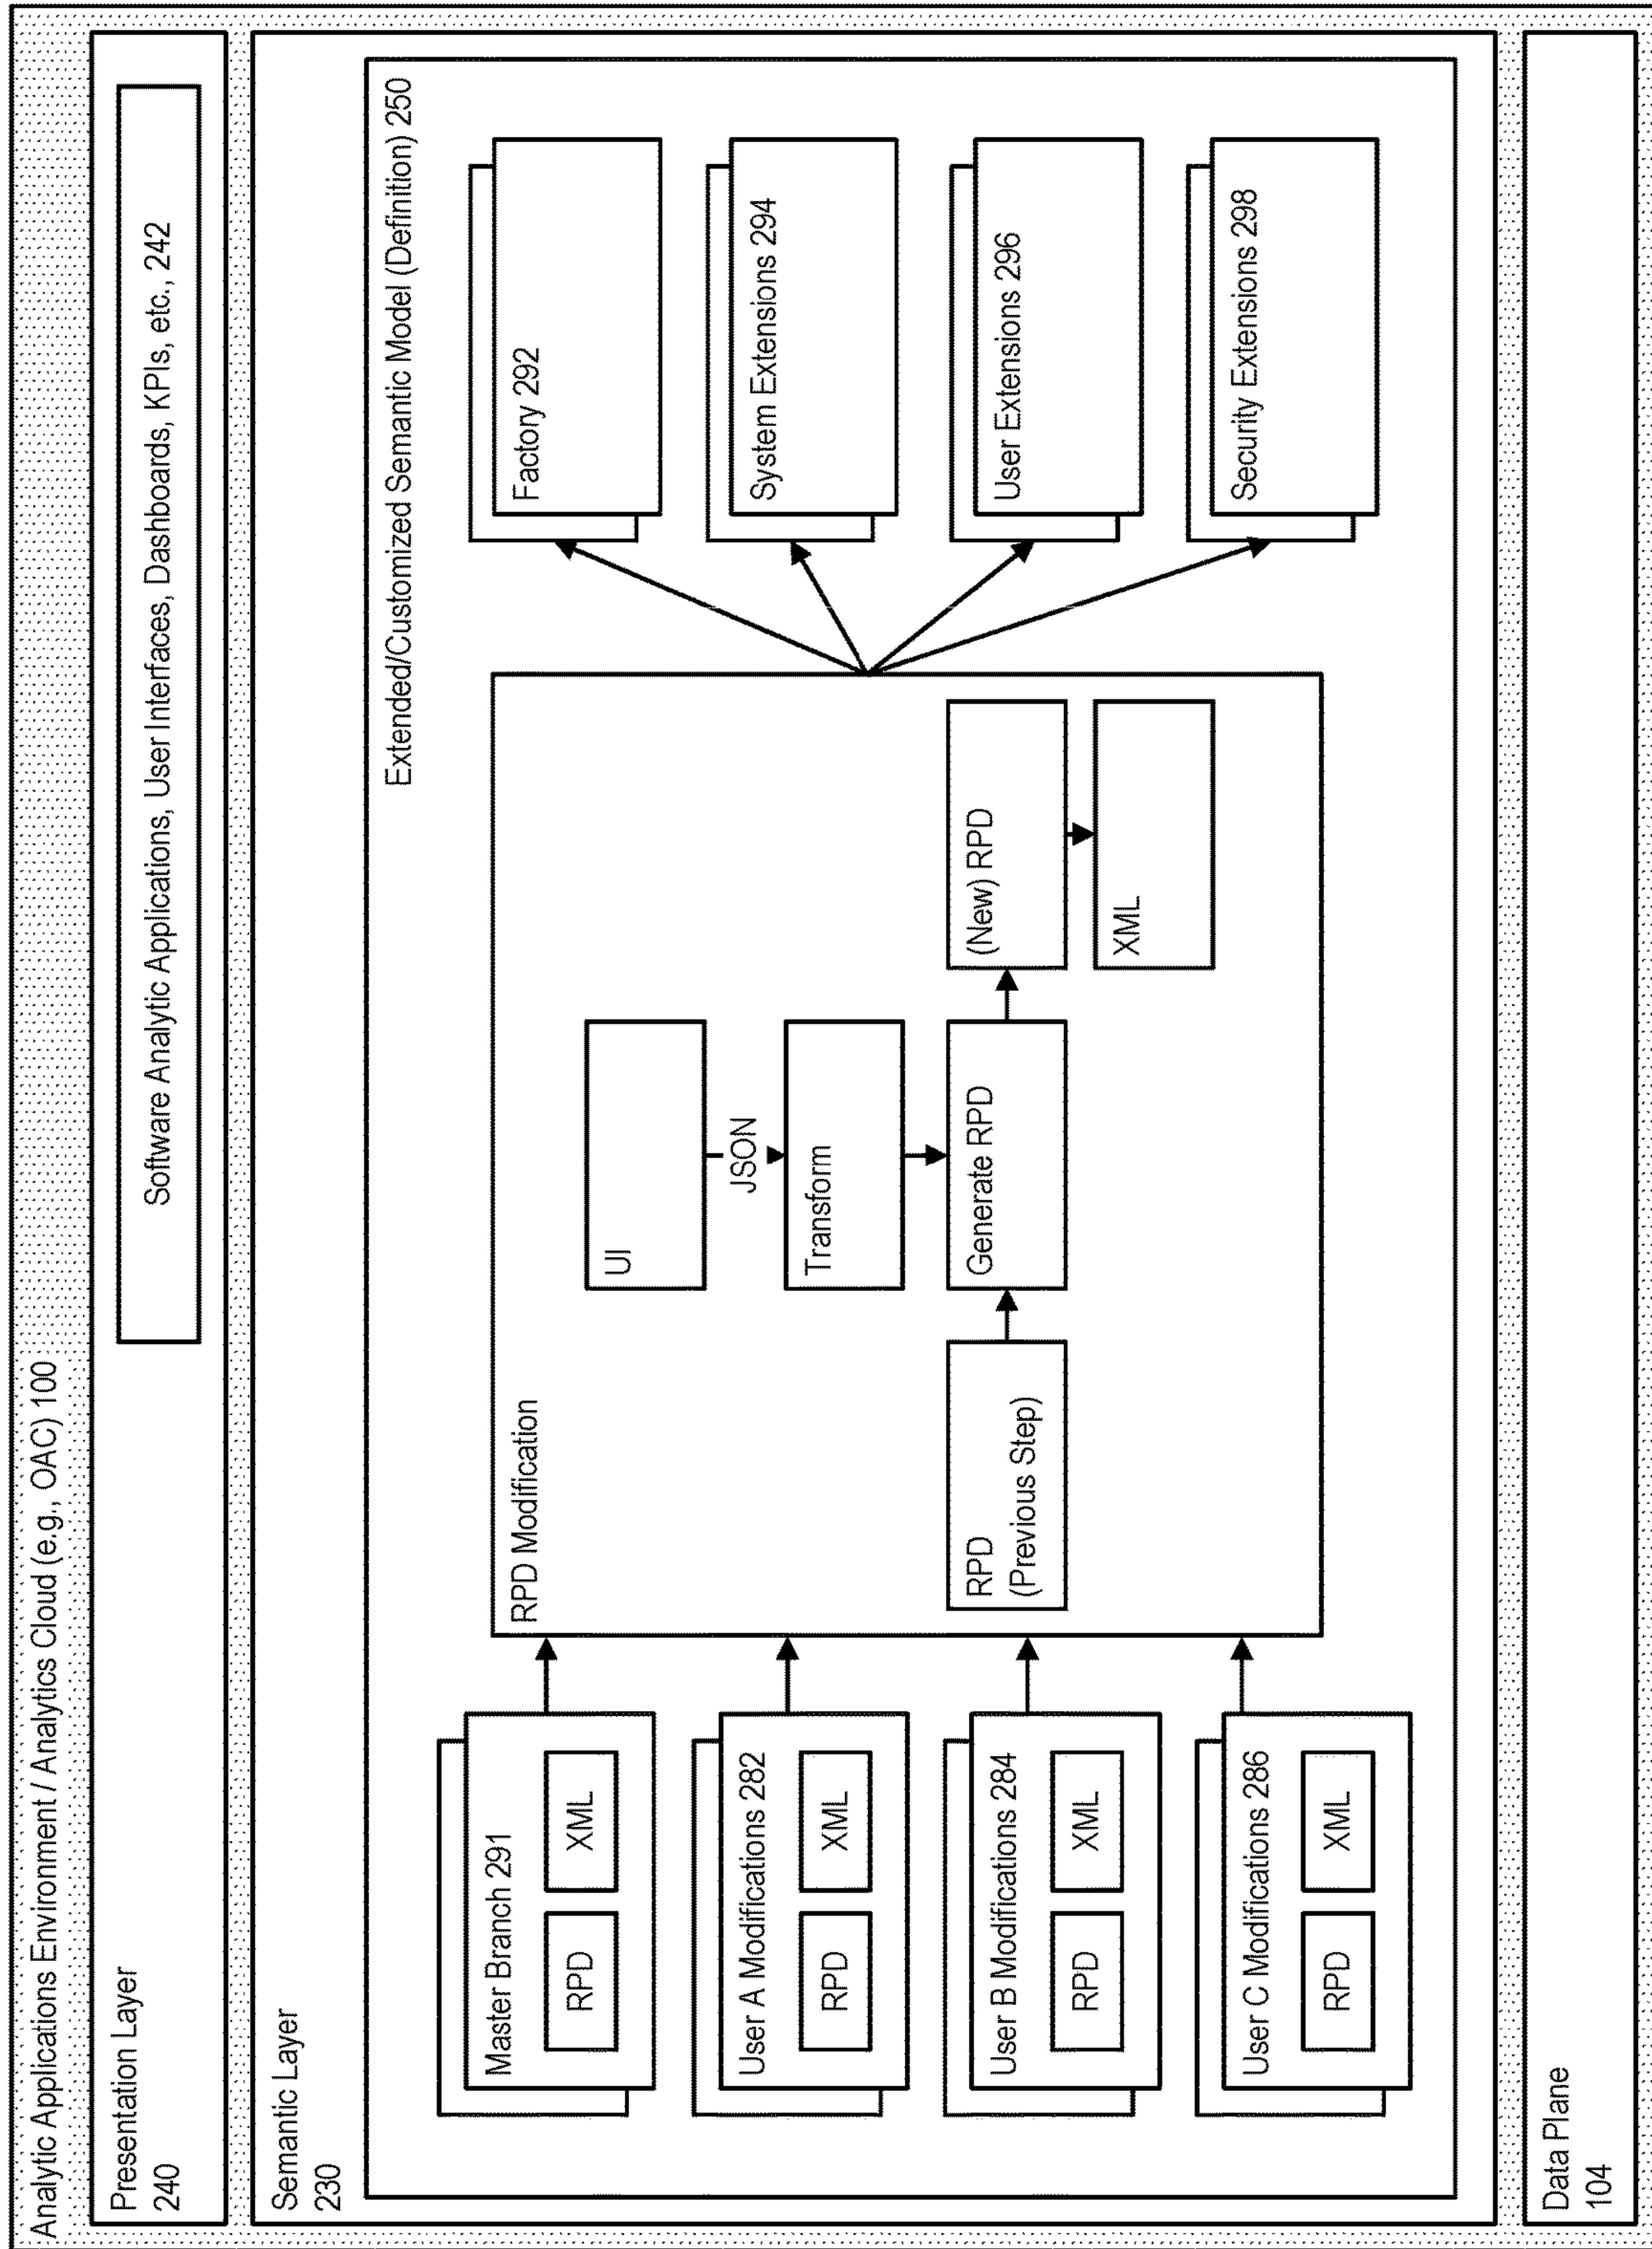 Analytic Applications Environment / Analytics Cloud (e.g., OAC) 100
Presentation Layer
240
Software Analytic Applications, User Interfaces, Dashboards, KPIs, etc., 242
Semantic Layer
230
Extended/Customized Semantic Model (Definition) 250
Master Branch 291
RPD
XML
User A Modifications 282
RPD
XML
User B Modifications 284
RPD
XML
User C Modifications 286
RPD
XML
RPD Modification
UI
JSON
Transform
RPD
(Previous Step)
Generate RPD
(New) RPD
XML
Factory 292
System Extensions 294
User Extensions 296
Security Extensions 298
Data Plane
104